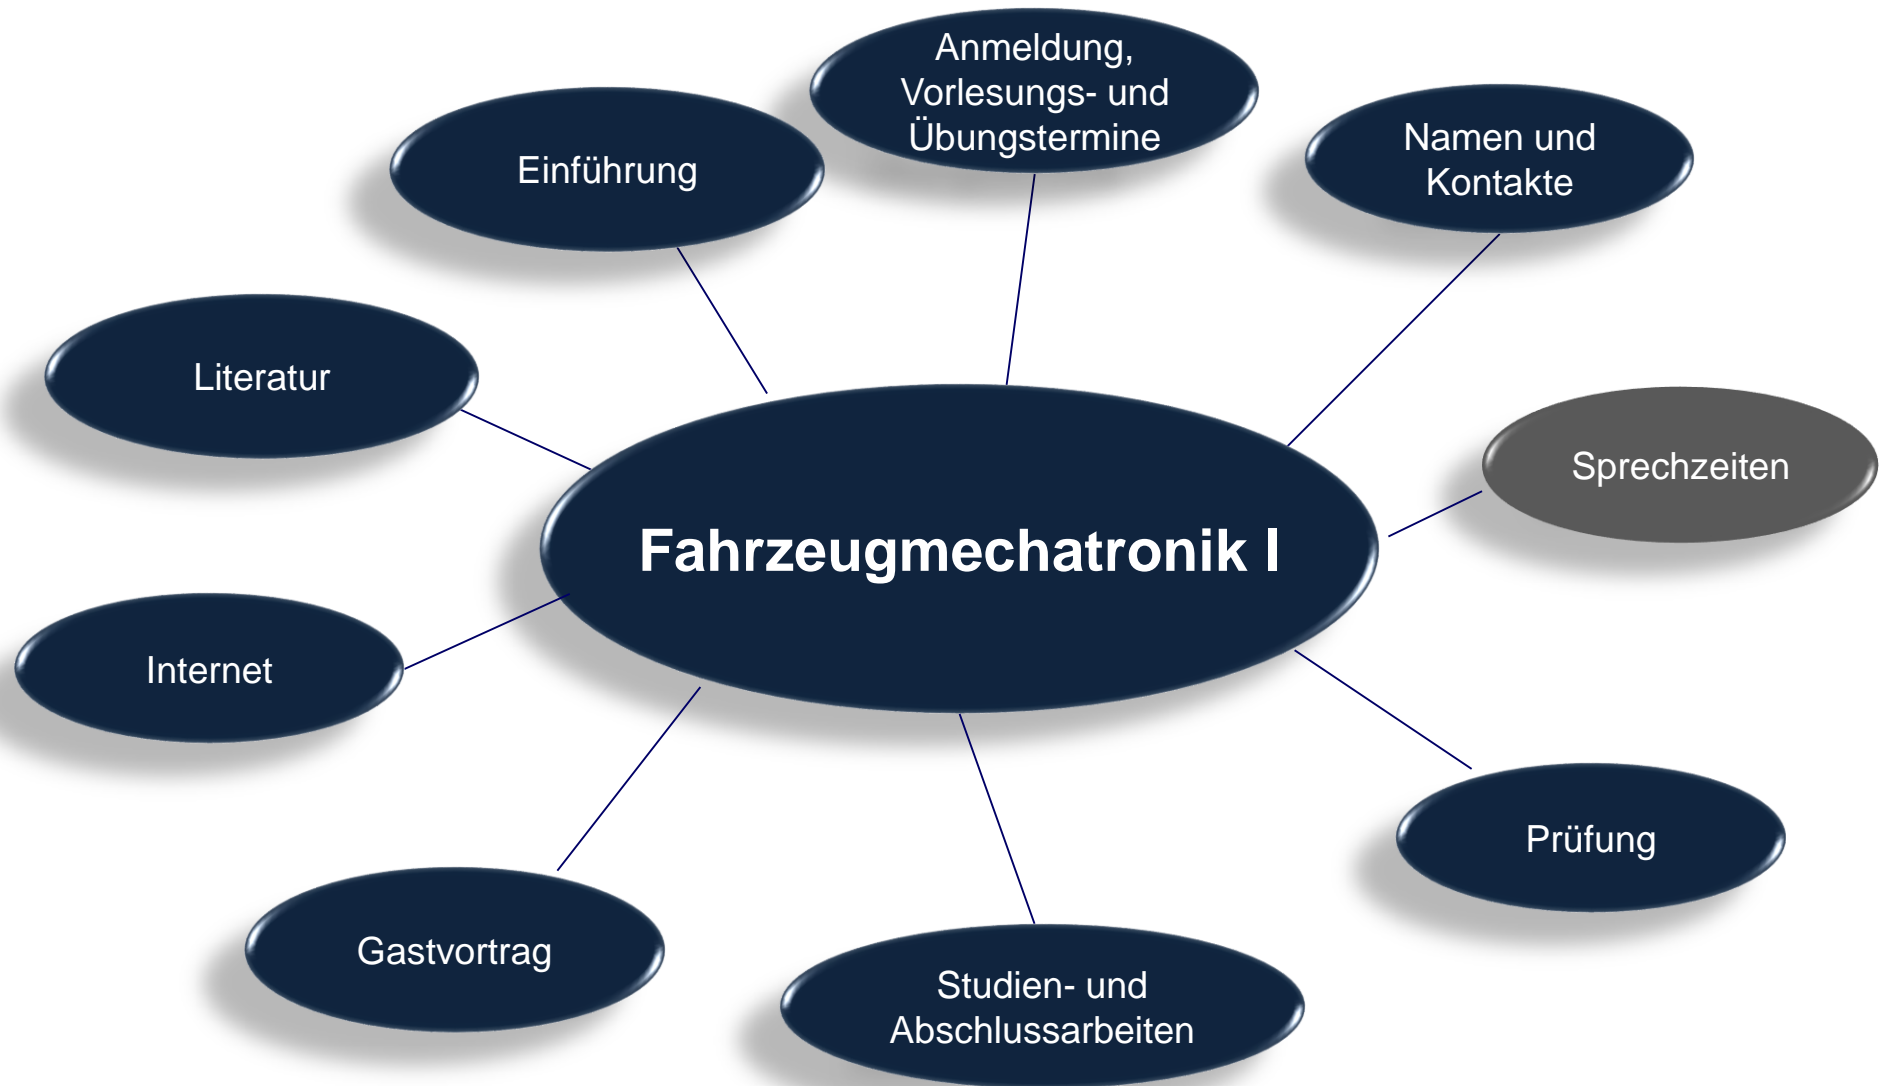 Anmeldung,
Vorlesungs- und
Übungstermine
Namen und
Kontakte
Einführung
Literatur
Sprechzeiten
Fahrzeugmechatronik I
Internet
Prüfung
Gastvortrag
Studien- und
Abschlussarbeiten